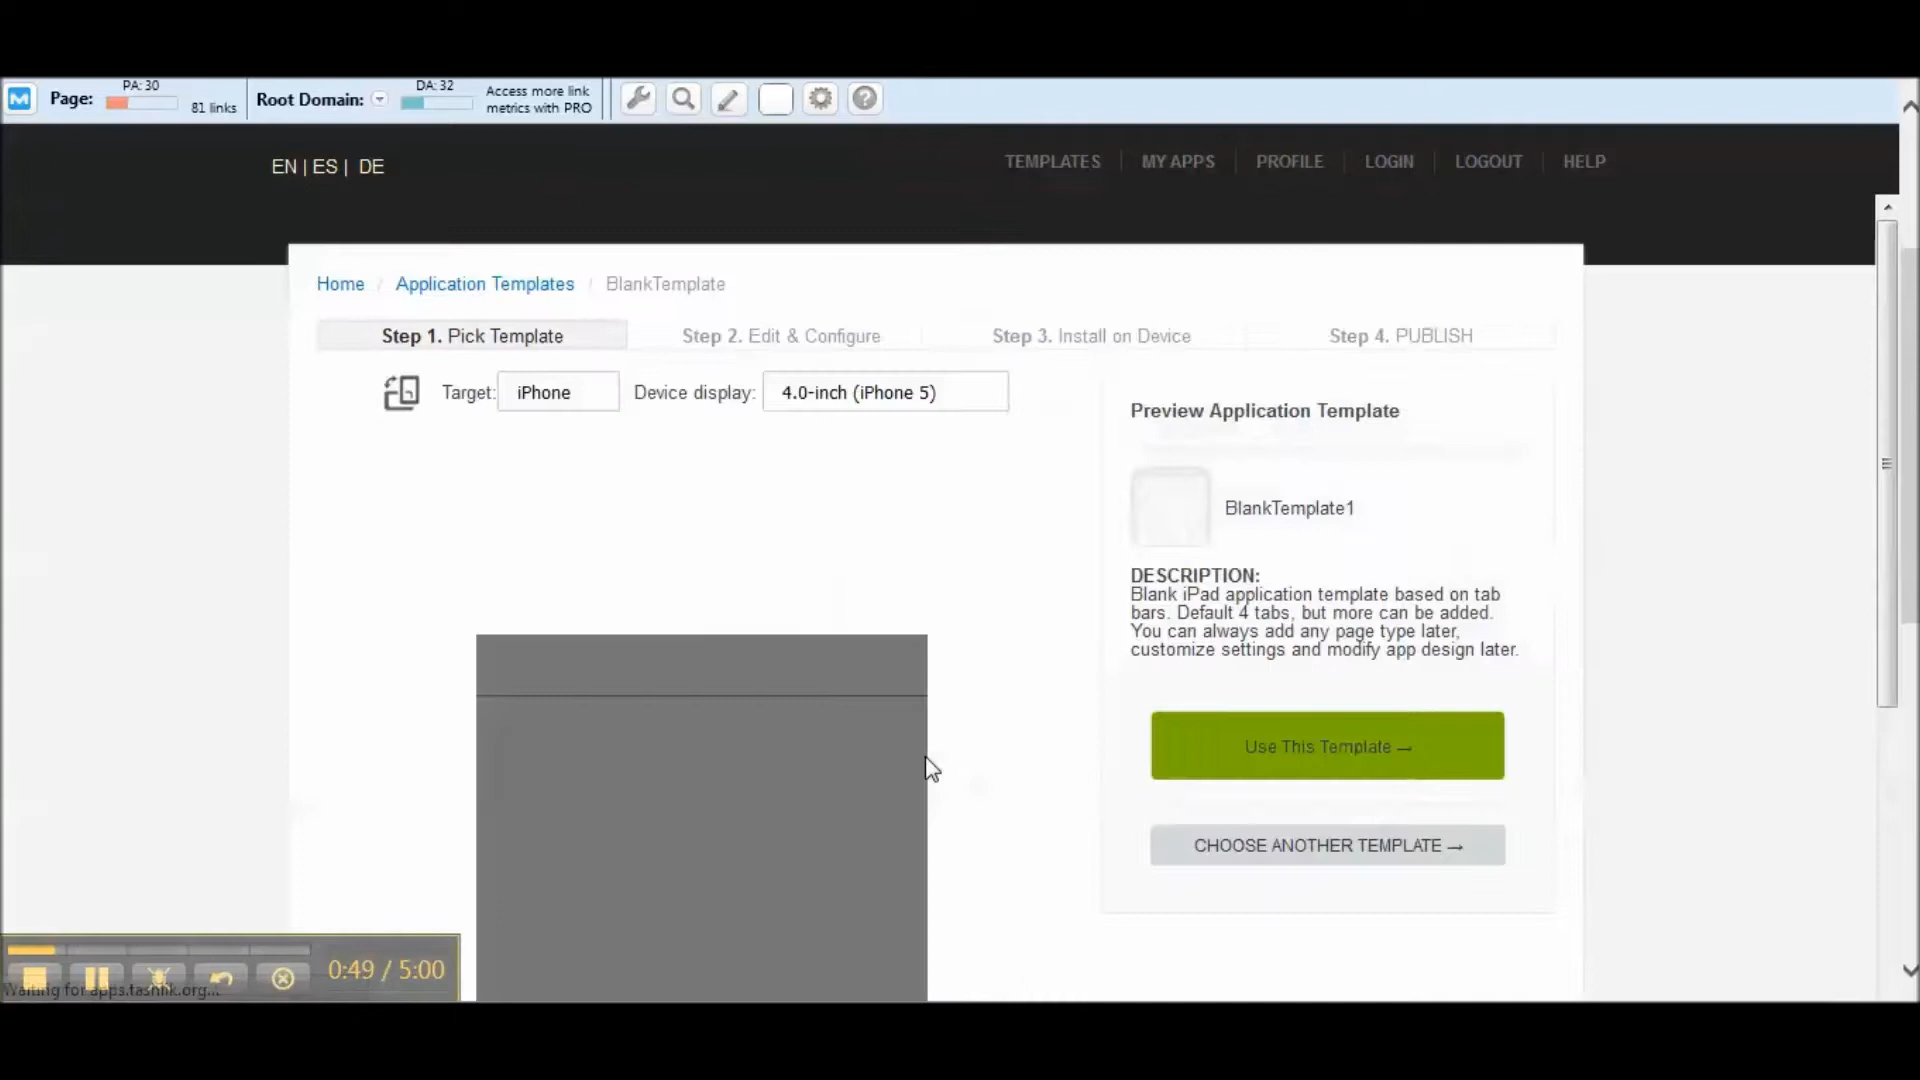 M Page: PA: 30 81 links Root Domain: DA: 32 Access more link
metrics with PRO
EN | ES | DE
TEMPLATES MY APPS PROFILE LOGIN LOGOUT HELP
Home / Application Templates / BlankTemplate
Step 1. Pick Template Step 2. Edit & Configure Step 3. Install on Device Step 4. PUBLISH
Target: iPhone Device display: 4.0-inch (iPhone 5)
Preview Application Template
BlankTemplate1
DESCRIPTION:
Blank iPad application template based on tab
bars. Default 4 tabs, but more can be added.
You can always add any page type later,
customize settings and modify app design later.
Use This Template →
CHOOSE ANOTHER TEMPLATE →
0:49 / 5:00
Waiting for apps.tashlik.org...